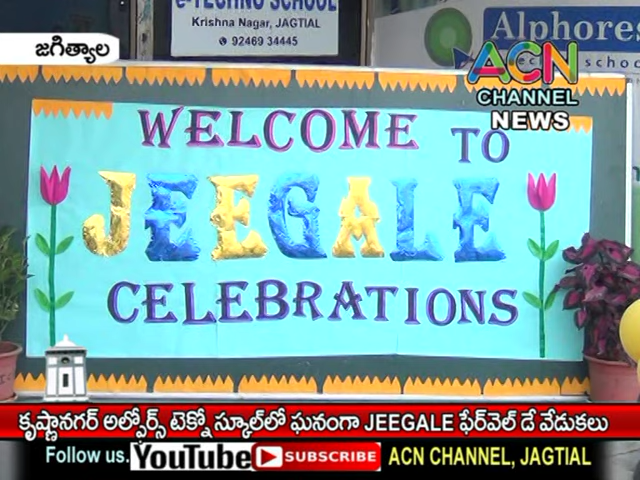 e-TECHNO SCHOOL
Krishna Nagar, JAGTIAL
92469 34445
Alphores
జగిత్యాల
ACN
CHANNEL
NEWS
WELCOME TO
JEEGALE
CELEBRATIONS
కృష్ణానగర్ అల్ఫోర్స్ టెక్నో స్కూల్‌లో ఘనంగా JEEGALE ఫేర్‌వెల్ డే వేడుకలు
Follow us. YouTube SUBSCRIBE ACN CHANNEL, JAGTIAL